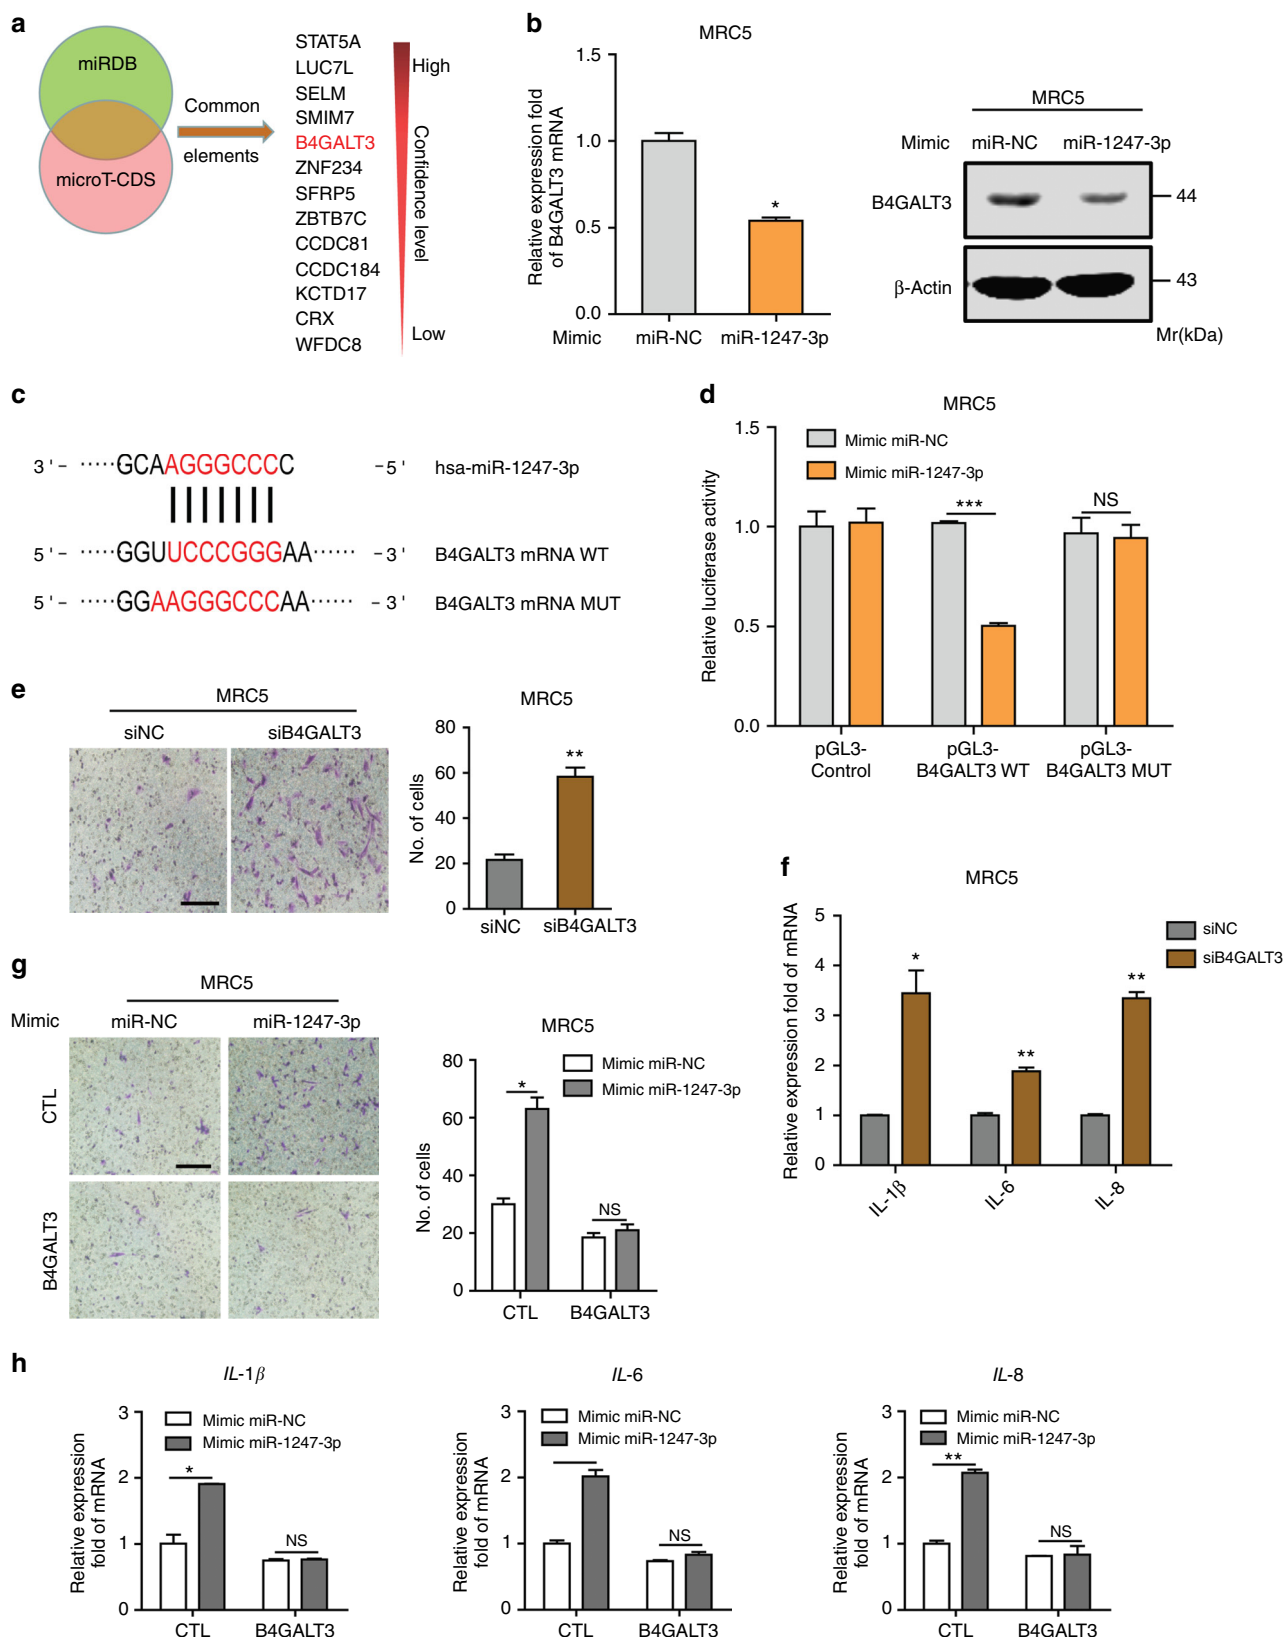 a
miRDB
microT-CDS
Common
elements
STAT5A
LUC7L
SELM
SMIM7
B4GALT3
ZNF234
SFRP5
ZBTB7C
CCDC81
CCDC184
KCTD17
CRX
WFDC8
High
Confidence level
Low
b
MRC5
Relative expression fold
of B4GALT3 mRNA
1.5
1.0
0.5
0.0
*
Mimic miR-NC miR-1247-3p
MRC5
Mimic miR-NC miR-1247-3p
B4GALT3
44
β-Actin
43
Mr(kDa)
c
3'- ······GCAAGGGCCCC -5' hsa-miR-1247-3p
5'- ······GGUUCCCGGGAA······ -3' B4GALT3 mRNA WT
5'- ······GGAAGGGCCCAA······ -3' B4GALT3 mRNA MUT
d
MRC5
Relative luciferase activity
1.5
1.0
0.5
0.0
Mimic miR-NC
Mimic miR-1247-3p
***
NS
pGL3-
Control
pGL3-
B4GALT3 WT
pGL3-
B4GALT3 MUT
e
MRC5
siNC siB4GALT3
MRC5
No. of cells
80
60
40
20
0
**
siNC siB4GALT3
f
MRC5
Relative expression fold of mRNA
5
4
3
2
1
0
*
**
**
siNC
siB4GALT3
IL-1β IL-6 IL-8
g
MRC5
Mimic miR-NC miR-1247-3p
CTL
B4GALT3
MRC5
No. of cells
80
60
40
20
0
Mimic miR-NC
Mimic miR-1247-3p
*
NS
CTL B4GALT3
h
IL-1β
Relative expression
fold of mRNA
3
2
1
0
Mimic miR-NC
Mimic miR-1247-3p
*
NS
CTL B4GALT3
IL-6
Relative expression
fold of mRNA
3
2
1
0
Mimic miR-NC
Mimic miR-1247-3p
NS
CTL B4GALT3
IL-8
Relative expression
fold of mRNA
3
2
1
0
Mimic miR-NC
Mimic miR-1247-3p
**
NS
CTL B4GALT3